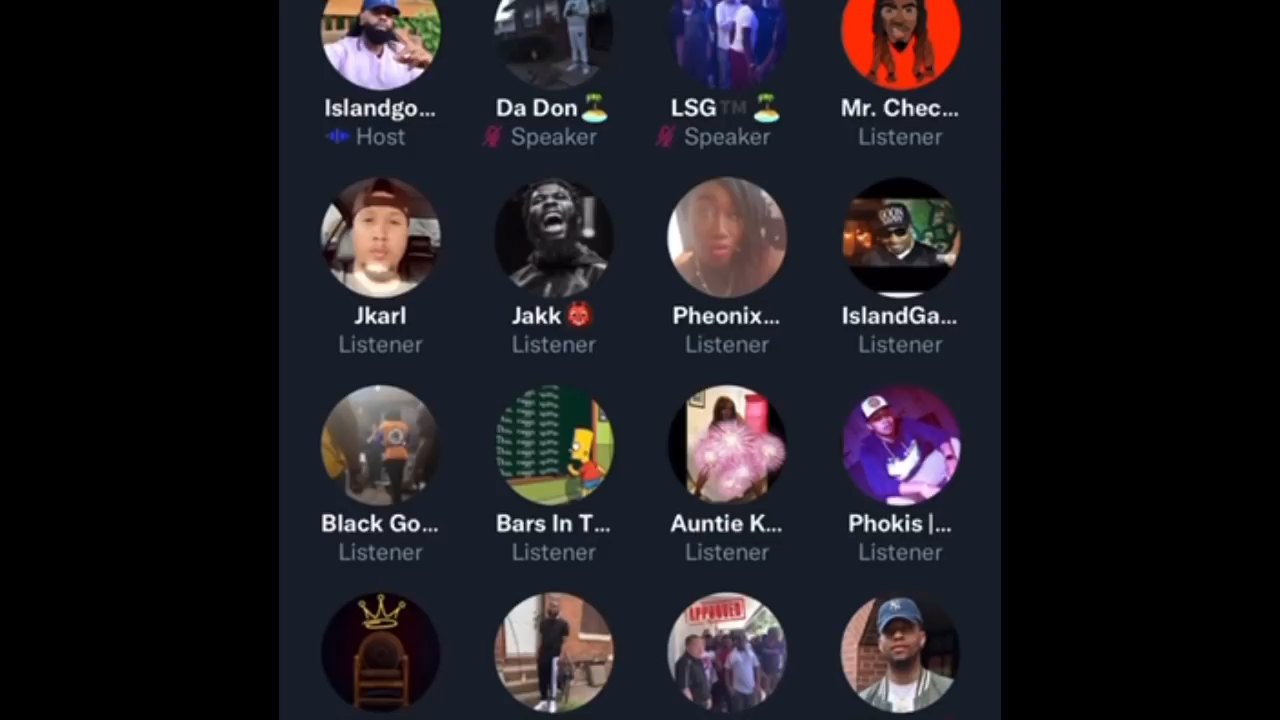 Islandgo...
Da Don🏝️
LSG™🏝️
Mr. Chec...
Host
Speaker
Speaker
Listener
Jkarl
Jakk👹
Pheonix...
IslandGa...
Listener
Listener
Listener
Listener
Black Go...
Bars In T...
Auntie K...
Phokis |...
Listener
Listener
Listener
Listener
APPROVED